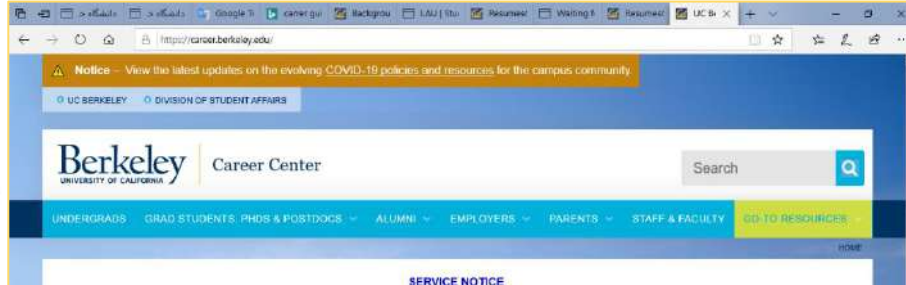 Google Tr
career gui
Backgrou
LAU | Stu
Resumes
Waiting f
Resumes
UC Be
https://career.berkeley.edu/
Notice – View the latest updates on the evolving COVID-19 policies and resources for the campus community.
UC BERKELEY DIVISION OF STUDENT AFFAIRS
Berkeley Career Center
UNIVERSITY OF CALIFORNIA
Search
UNDERGRADS GRAD STUDENTS, PHDS & POSTDOCS ALUMNI EMPLOYERS PARENTS STAFF & FACULTY GO-TO RESOURCES
HOME
SERVICE NOTICE